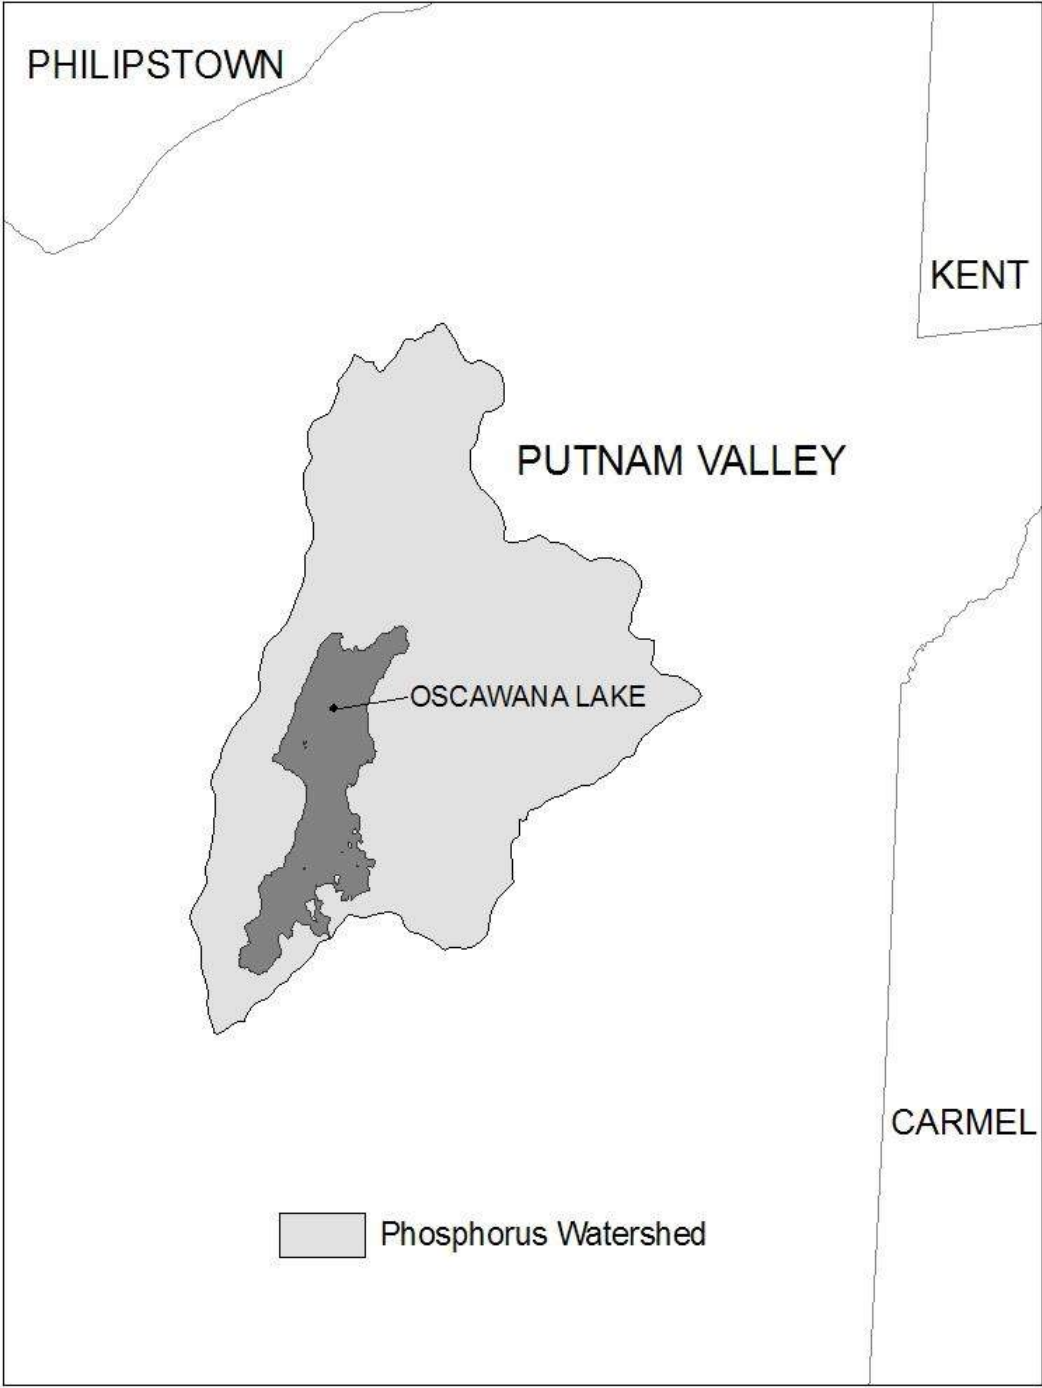 PHILIPSTOWN
KENT
PUTNAM VALLEY
OSCAWANA LAKE
CARMEL
Phosphorus Watershed